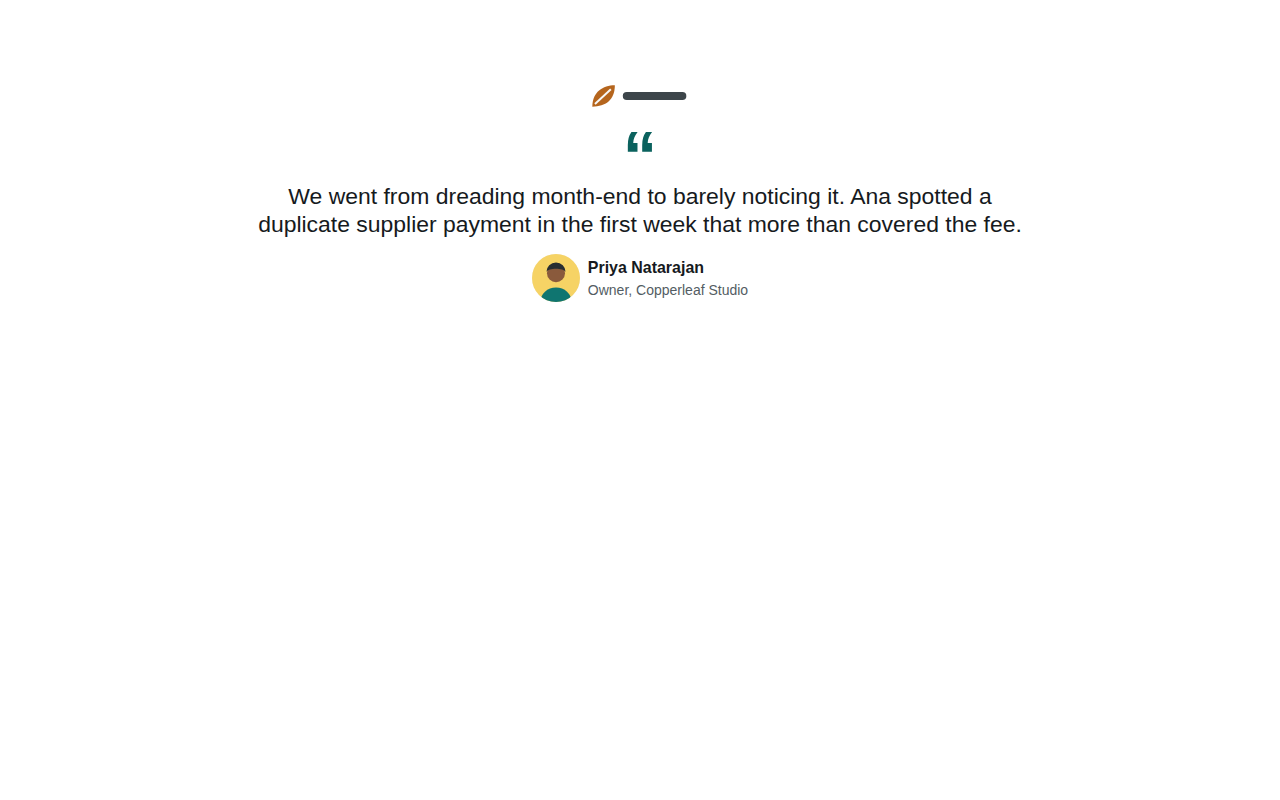 “
We went from dreading month-end to barely noticing it. Ana spotted a
duplicate supplier payment in the first week that more than covered the fee.
Priya Natarajan
Owner, Copperleaf Studio